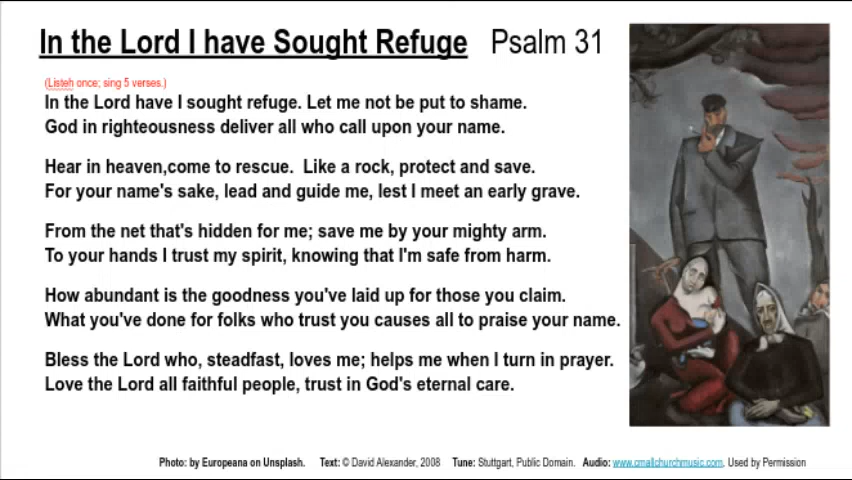 In the Lord I have Sought Refuge Psalm 31
(Listeh once; sing 5 verses.)
In the Lord have I sought refuge. Let me not be put to shame.
God in righteousness deliver all who call upon your name.
Hear in heaven,come to rescue. Like a rock, protect and save.
For your name's sake, lead and guide me, lest I meet an early grave.
From the net that's hidden for me; save me by your mighty arm.
To your hands I trust my spirit, knowing that I'm safe from harm.
How abundant is the goodness you've laid up for those you claim.
What you've done for folks who trust you causes all to praise your name.
Bless the Lord who, steadfast, loves me; helps me when I turn in prayer.
Love the Lord all faithful people, trust in God's eternal care.
Photo: by Europeana on Unsplash. Text: © David Alexander, 2008 Tune: Stuttgart, Public Domain. Audio: www.cmallchurchmusic.com. Used by Permission